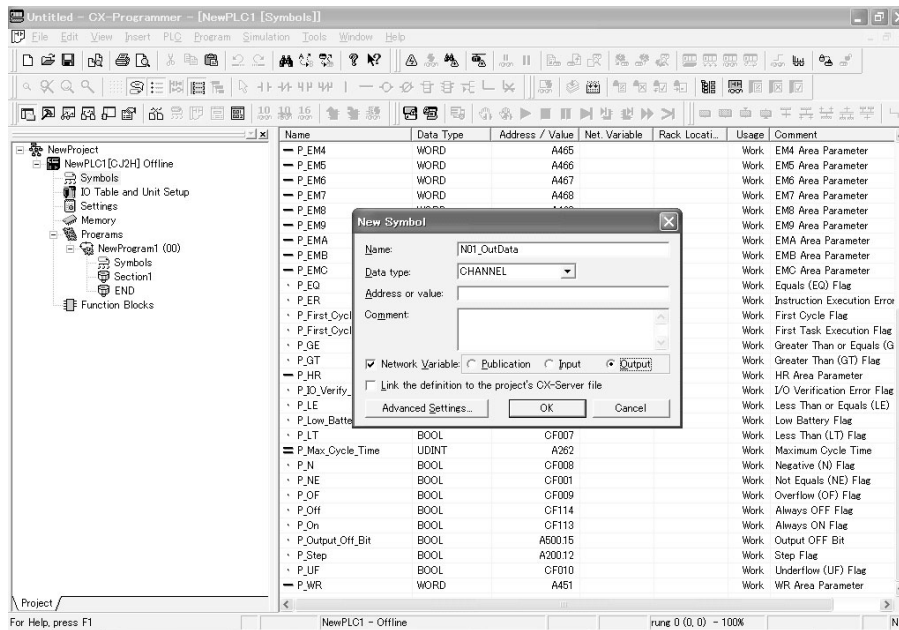 Untitled - CX-Programmer - [NewPLC1 [Symbols]]
File Edit View Insert PLC Program Simulation Tools Window Help
NewProject
NewPLC1[CJ2H] Offline
Symbols
IO Table and Unit Setup
Settings
Memory
Programs
NewProgram1 (00)
Symbols
Section1
END
Function Blocks
Project
Name Data Type Address / Value Net. Variable Rack Locati... Usage Comment
P_EM4 WORD A465 Work EM4 Area Parameter
P_EM5 WORD A466 Work EM5 Area Parameter
P_EM6 WORD A467 Work EM6 Area Parameter
P_EM7 WORD A468 Work EM7 Area Parameter
P_EM8 Work EM8 Area Parameter
P_EM9 Work EM9 Area Parameter
P_EMA Work EMA Area Parameter
P_EMB Work EMB Area Parameter
P_EMC Work EMC Area Parameter
P_EQ Work Equals (EQ) Flag
P_ER Work Instruction Execution Error
P_First_Cycl Work First Cycle Flag
P_First_Cycl Work First Task Execution Flag
P_GE Work Greater Than or Equals (G
P_GT Work Greater Than (GT) Flag
P_HR Work HR Area Parameter
P_IO_Verify_ Work I/O Verification Error Flag
P_LE Work Less Than or Equals (LE)
P_Low_Batte Work Low Battery Flag
P_LT BOOL CF007 Work Less Than (LT) Flag
P_Max_Cycle_Time UDINT A262 Work Maximum Cycle Time
P_N BOOL CF008 Work Negative (N) Flag
P_NE BOOL CF001 Work Not Equals (NE) Flag
P_OF BOOL CF009 Work Overflow (OF) Flag
P_Off BOOL CF114 Work Always OFF Flag
P_On BOOL CF113 Work Always ON Flag
P_Output_Off_Bit BOOL A500.15 Work Output OFF Bit
P_Step BOOL A200.12 Work Step Flag
P_UF BOOL CF010 Work Underflow (UF) Flag
P_WR WORD A451 Work WR Area Parameter
New Symbol
Name: N01_OutData
Data type: CHANNEL
Address or value:
Comment:
Network Variable: Publication Input Output
Link the definition to the project's CX-Server file
Advanced Settings... OK Cancel
For Help, press F1 NewPLC1 - Offline rung 0 (0, 0) - 100% N